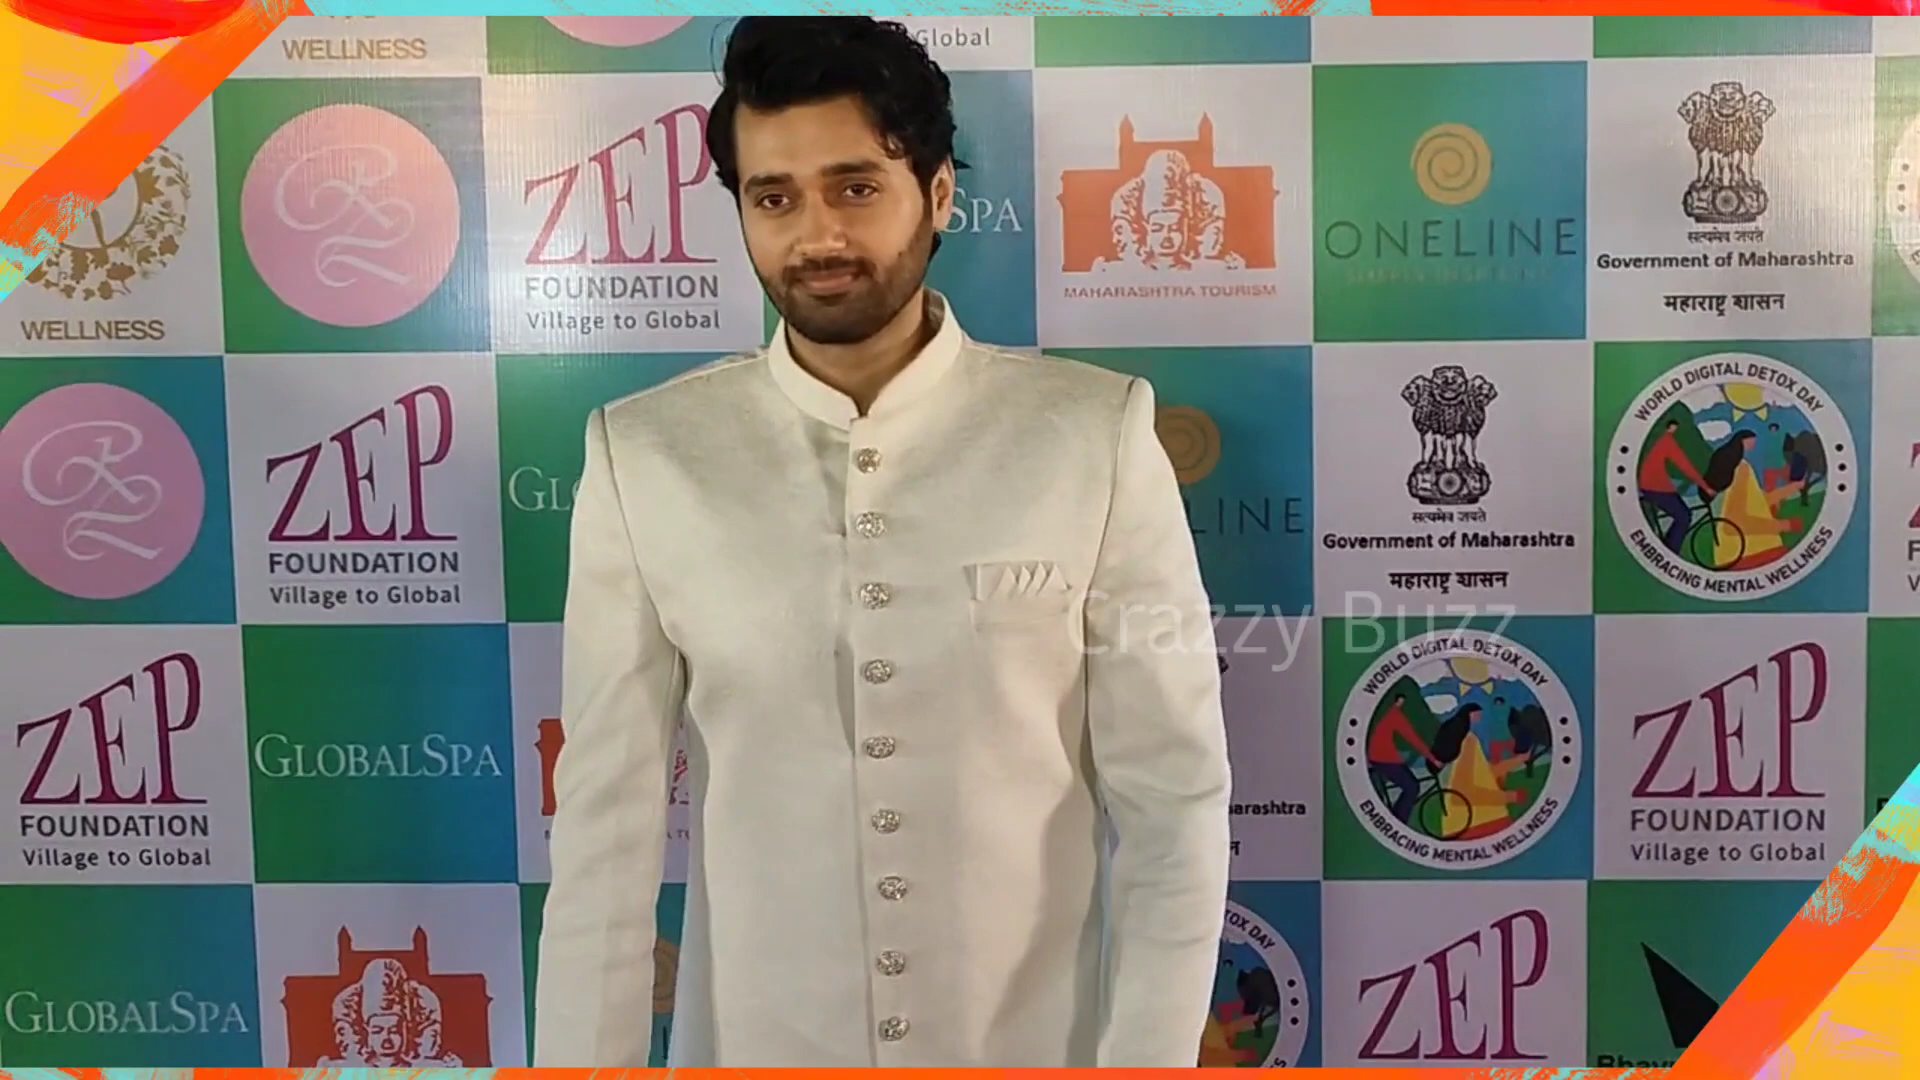 WELLNESS
Global
ZEP
FOUNDATION
Village to Global
SPA
MAHARASHTRA TOURISM
ONELINE
सत्यमेव जयते
Government of Maharashtra
महाराष्ट्र शासन
WELLNESS
ZEP
FOUNDATION
Village to Global
GL
LINE
सत्यमेव जयते
Government of Maharashtra
महाराष्ट्र शासन
WORLD DIGITAL DETOX DAY
EMBRACING MENTAL WELLNESS
Crazzy Buzz
ZEP
FOUNDATION
Village to Global
GLOBALSPA
arashtra
WORLD DIGITAL DETOX DAY
EMBRACING MENTAL WELLNESS
ZEP
FOUNDATION
Village to Global
GLOBALSPA
TOX DAY
ZEP